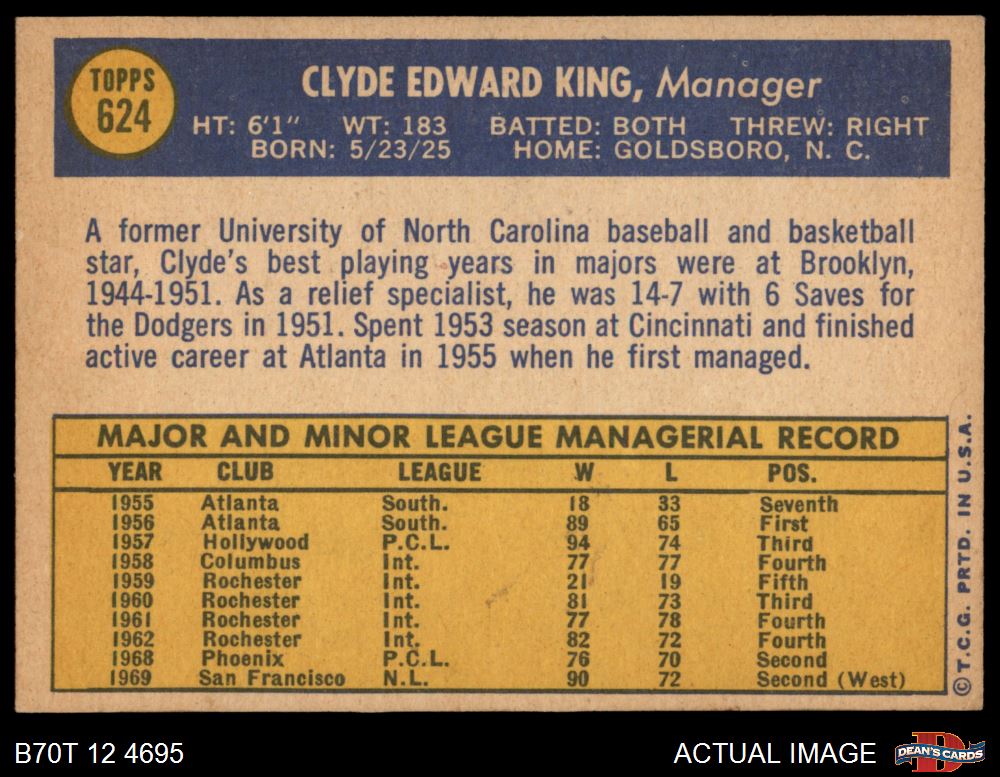 TOPPS
624
CLYDE EDWARD KING, Manager
HT: 6'1" WT: 183 BATTED: BOTH THREW: RIGHT
BORN: 5/23/25 HOME: GOLDSBORO, N. C.
A former University of North Carolina baseball and basketball
star, Clyde's best playing years in majors were at Brooklyn,
1944-1951. As a relief specialist, he was 14-7 with 6 Saves for
the Dodgers in 1951. Spent 1953 season at Cincinnati and finished
active career at Atlanta in 1955 when he first managed.
MAJOR AND MINOR LEAGUE MANAGERIAL RECORD
YEAR CLUB LEAGUE W L POS.
1955 Atlanta South. 18 33 Seventh
1956 Atlanta South. 89 65 First
1957 Hollywood P.C.L. 94 74 Third
1958 Columbus Int. 77 77 Fourth
1959 Rochester Int. 21 19 Fifth
1960 Rochester Int. 81 73 Third
1961 Rochester Int. 77 78 Fourth
1962 Rochester Int. 82 72 Fourth
1968 Phoenix P.C.L. 76 70 Second
1969 San Francisco N.L. 90 72 Second (West)
©T.C.G. PRTD. IN U.S.A.
B70T 12 4695
ACTUAL IMAGE
DEAN'S CARDS